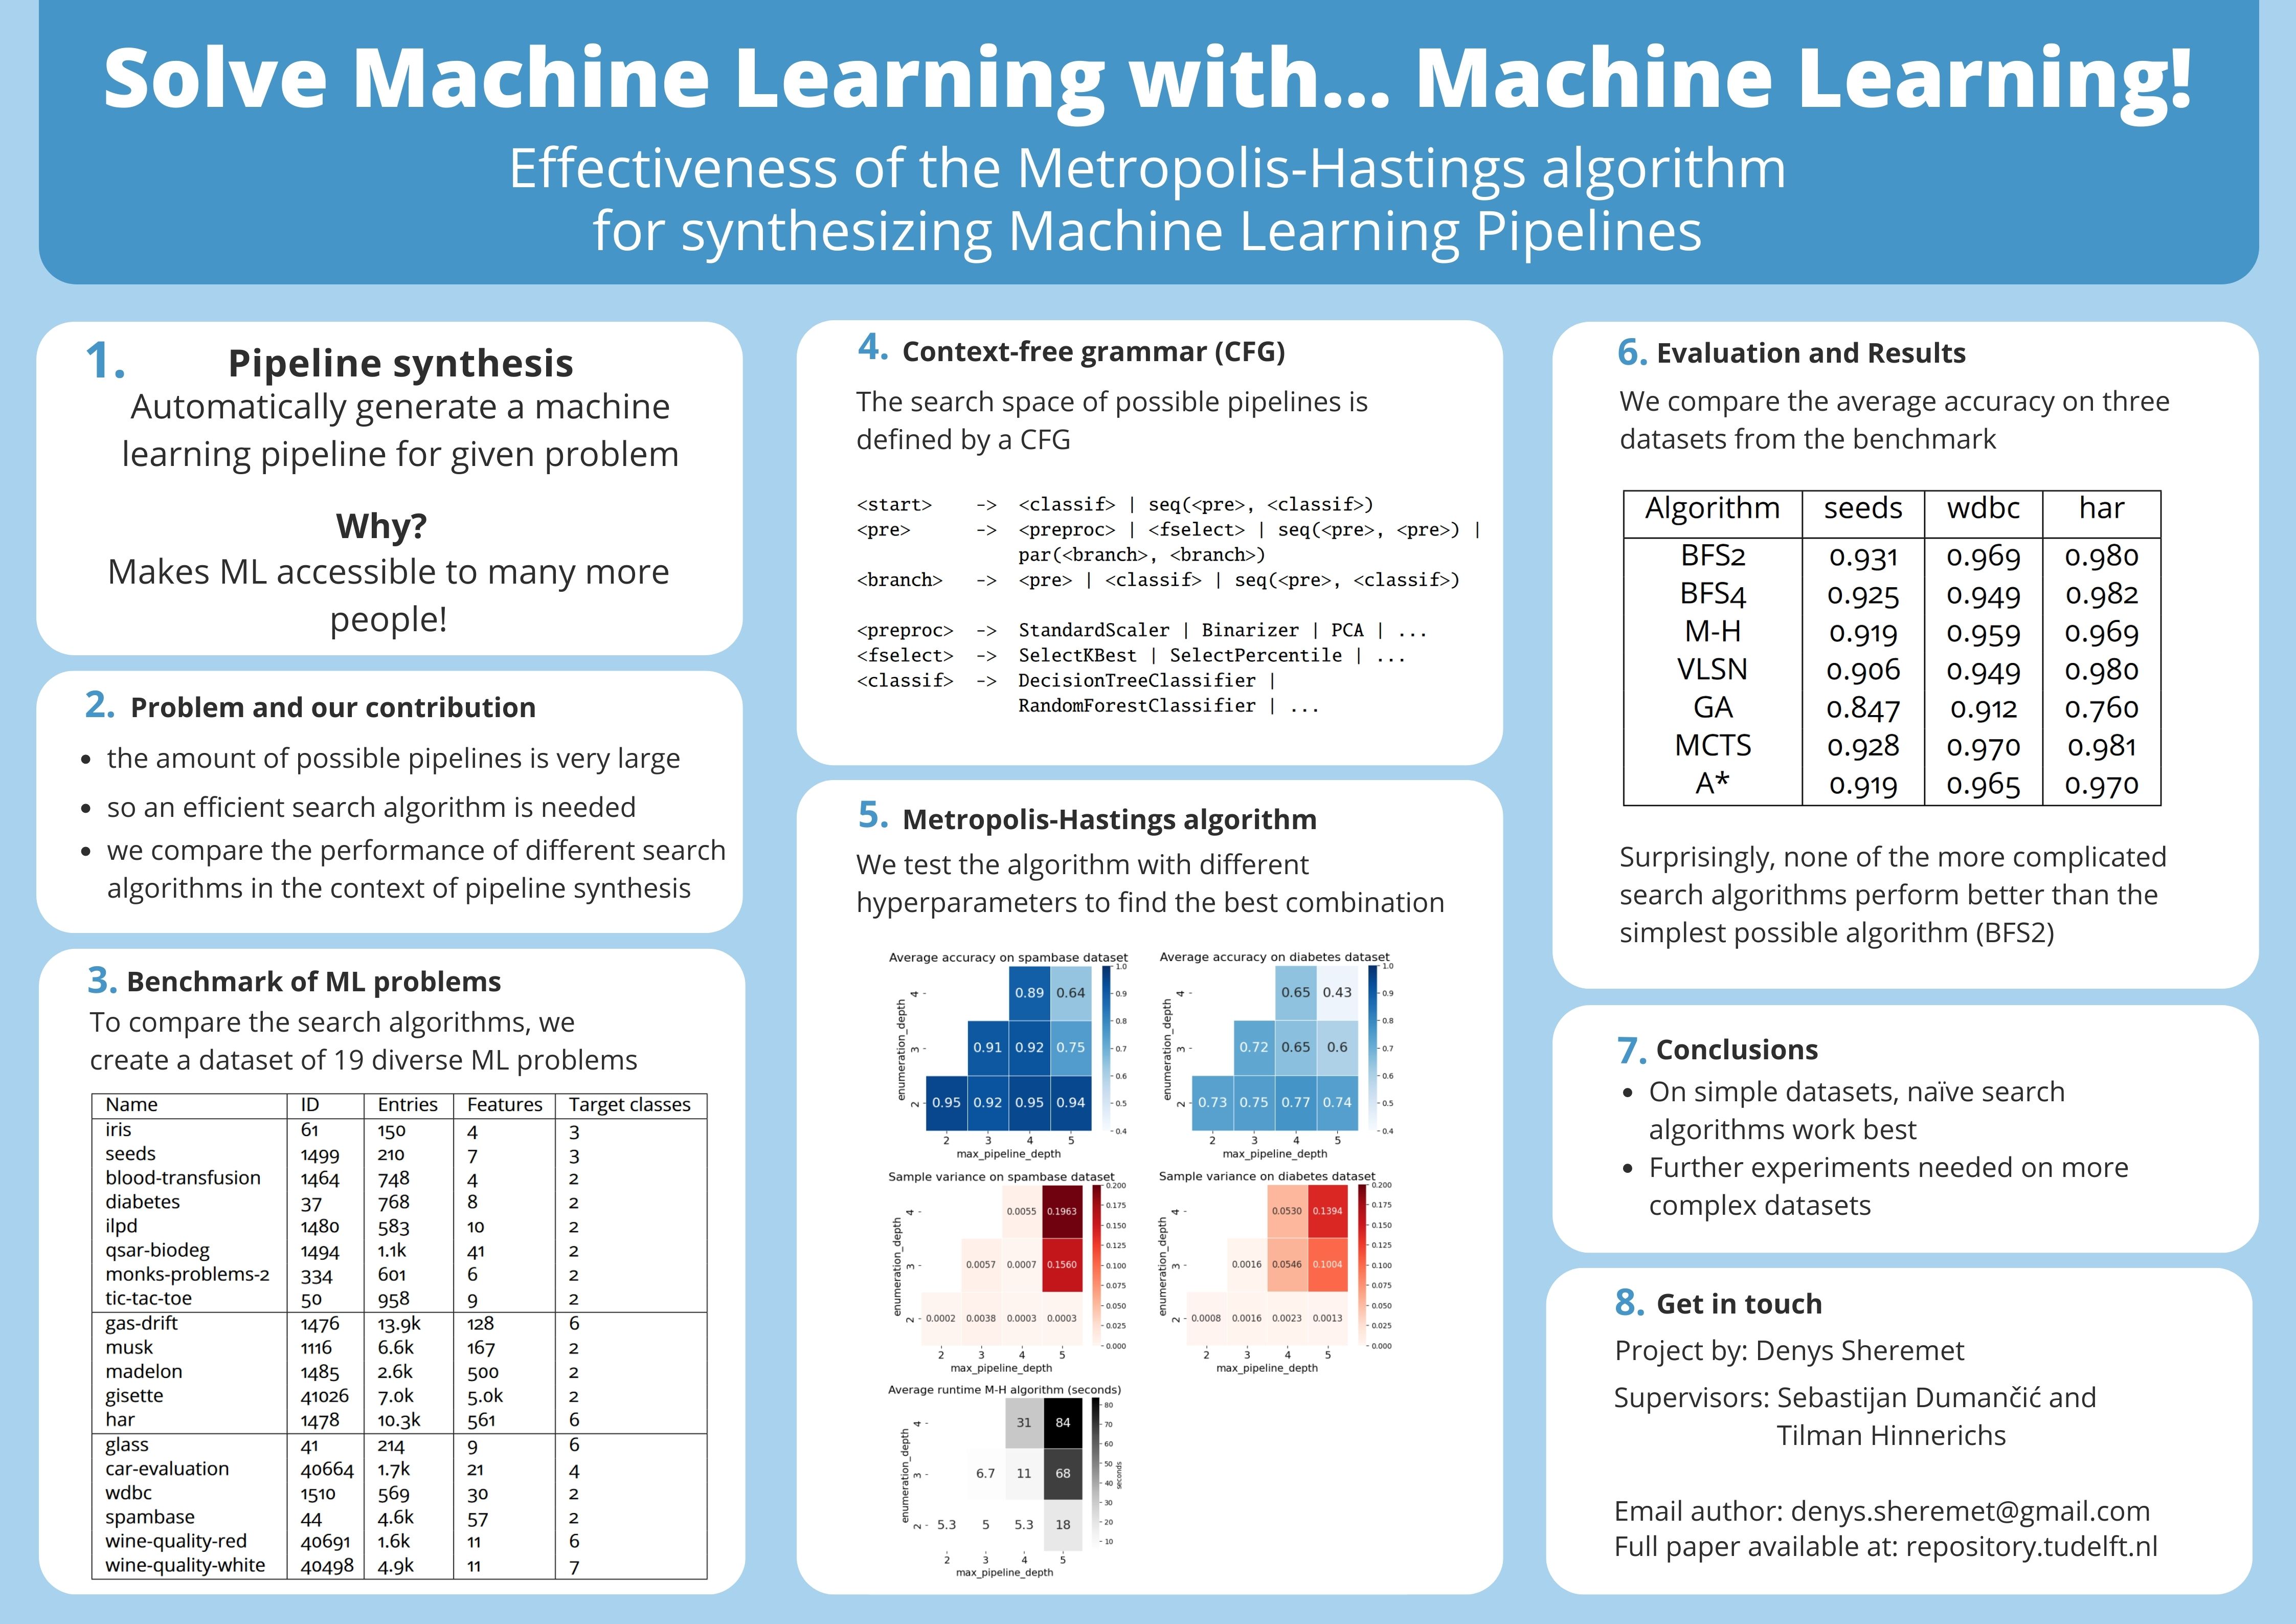 Solve Machine Learning with... Machine Learning!
Effectiveness of the Metropolis-Hastings algorithm
for synthesizing Machine Learning Pipelines
1. Pipeline synthesis
Automatically generate a machine
learning pipeline for given problem
Why?
Makes ML accessible to many more
people!
2. Problem and our contribution
• the amount of possible pipelines is very large
• so an efficient search algorithm is needed
• we compare the performance of different search
algorithms in the context of pipeline synthesis
3. Benchmark of ML problems
To compare the search algorithms, we
create a dataset of 19 diverse ML problems
Name ID Entries Features Target classes
iris 61 150 4 3
seeds 1499 210 7 3
blood-transfusion 1464 748 4 2
diabetes 37 768 8 2
ilpd 1480 583 10 2
qsar-biodeg 1494 1.1k 41 2
monks-problems-2 334 601 6 2
tic-tac-toe 50 958 9 2
gas-drift 1476 13.9k 128 6
musk 1116 6.6k 167 2
madelon 1485 2.6k 500 2
gisette 41026 7.0k 5.0k 2
har 1478 10.3k 561 6
glass 41 214 9 6
car-evaluation 40664 1.7k 21 4
wdbc 1510 569 30 2
spambase 44 4.6k 57 2
wine-quality-red 40691 1.6k 11 6
wine-quality-white 40498 4.9k 11 7
4. Context-free grammar (CFG)
The search space of possible pipelines is
defined by a CFG
<start> -> <classif> | seq(<pre>, <classif>)
<pre> -> <preproc> | <fselect> | seq(<pre>, <pre>) |
par(<branch>, <branch>)
<branch> -> <pre> | <classif> | seq(<pre>, <classif>)
<preproc> -> StandardScaler | Binarizer | PCA | ...
<fselect> -> SelectKBest | SelectPercentile | ...
<classif> -> DecisionTreeClassifier |
RandomForestClassifier | ...
5. Metropolis-Hastings algorithm
We test the algorithm with different
hyperparameters to find the best combination
Average accuracy on spambase dataset
enumeration_depth
4 0.89 0.64
3 0.91 0.92 0.75
2 0.95 0.92 0.95 0.94
2 3 4 5
max_pipeline_depth
1.0
0.9
0.8
0.7
0.6
0.5
0.4
Average accuracy on diabetes dataset
enumeration_depth
4 0.65 0.43
3 0.72 0.65 0.6
2 0.73 0.75 0.77 0.74
2 3 4 5
max_pipeline_depth
1.0
0.9
0.8
0.7
0.6
0.5
0.4
Sample variance on spambase dataset
enumeration_depth
4 0.0055 0.1963
3 0.0057 0.0007 0.1560
2 0.0002 0.0038 0.0003 0.0003
2 3 4 5
max_pipeline_depth
0.200
0.175
0.150
0.125
0.100
0.075
0.050
0.025
0.000
Sample variance on diabetes dataset
enumeration_depth
4 0.0530 0.1394
3 0.0016 0.0546 0.1004
2 0.0008 0.0016 0.0023 0.0013
2 3 4 5
max_pipeline_depth
0.200
0.175
0.150
0.125
0.100
0.075
0.050
0.025
0.000
Average runtime M-H algorithm (seconds)
enumeration_depth
4 31 84
3 6.7 11 68
2 5.3 5 5.3 18
2 3 4 5
max_pipeline_depth
80
70
60
50
40
30
20
10
seconds
6. Evaluation and Results
We compare the average accuracy on three
datasets from the benchmark
Algorithm seeds wdbc har
BFS2 0.931 0.969 0.980
BFS4 0.925 0.949 0.982
M-H 0.919 0.959 0.969
VLSN 0.906 0.949 0.980
GA 0.847 0.912 0.760
MCTS 0.928 0.970 0.981
A* 0.919 0.965 0.970
Surprisingly, none of the more complicated
search algorithms perform better than the
simplest possible algorithm (BFS2)
7. Conclusions
• On simple datasets, naïve search
algorithms work best
• Further experiments needed on more
complex datasets
8. Get in touch
Project by: Denys Sheremet
Supervisors: Sebastijan Dumančić and
Tilman Hinnerichs
Email author: denys.sheremet@gmail.com
Full paper available at: repository.tudelft.nl